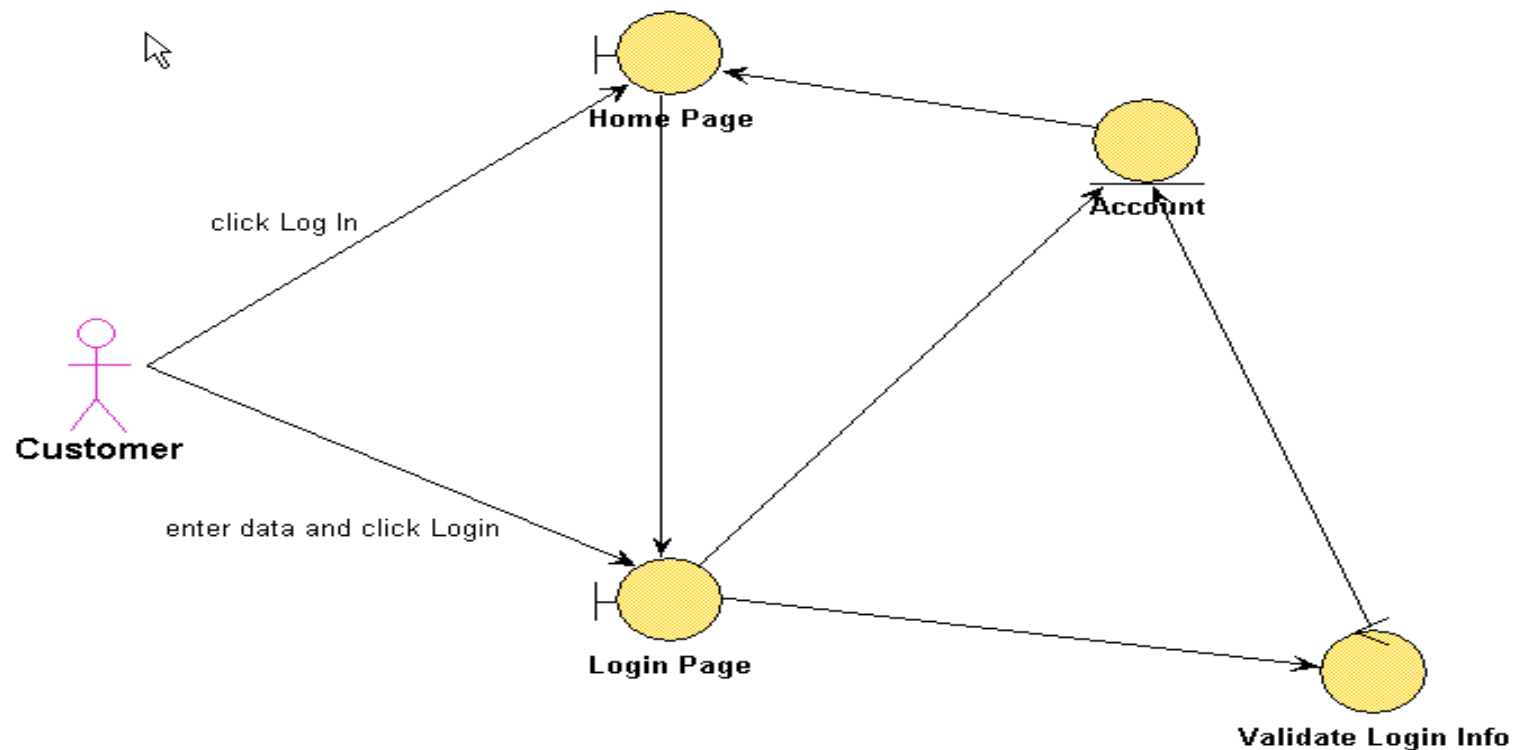 Home Page
Account
click Log In
Customer
enter data and click Login
Login Page
Validate Login Info